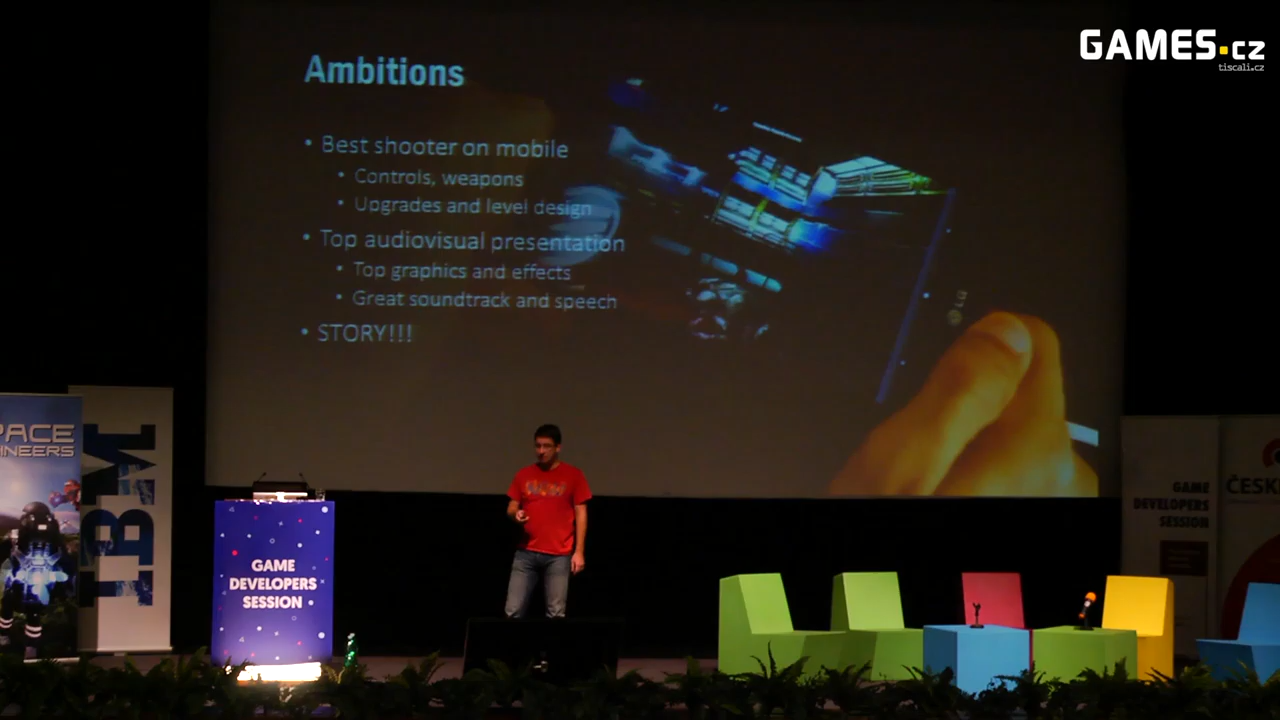 GAMES.cz
tiscali.cz
Ambitions
• Best shooter on mobile
• Controls, weapons
• Upgrades and level design
• Top audiovisual presentation
• Top graphics and effects
• Great soundtrack and speech
• STORY!!!
LG
PACE
INEERS
IBM
GAME
DEVELOPERS
SESSION
GAME
DEVELOPERS
SESSION
ČESK